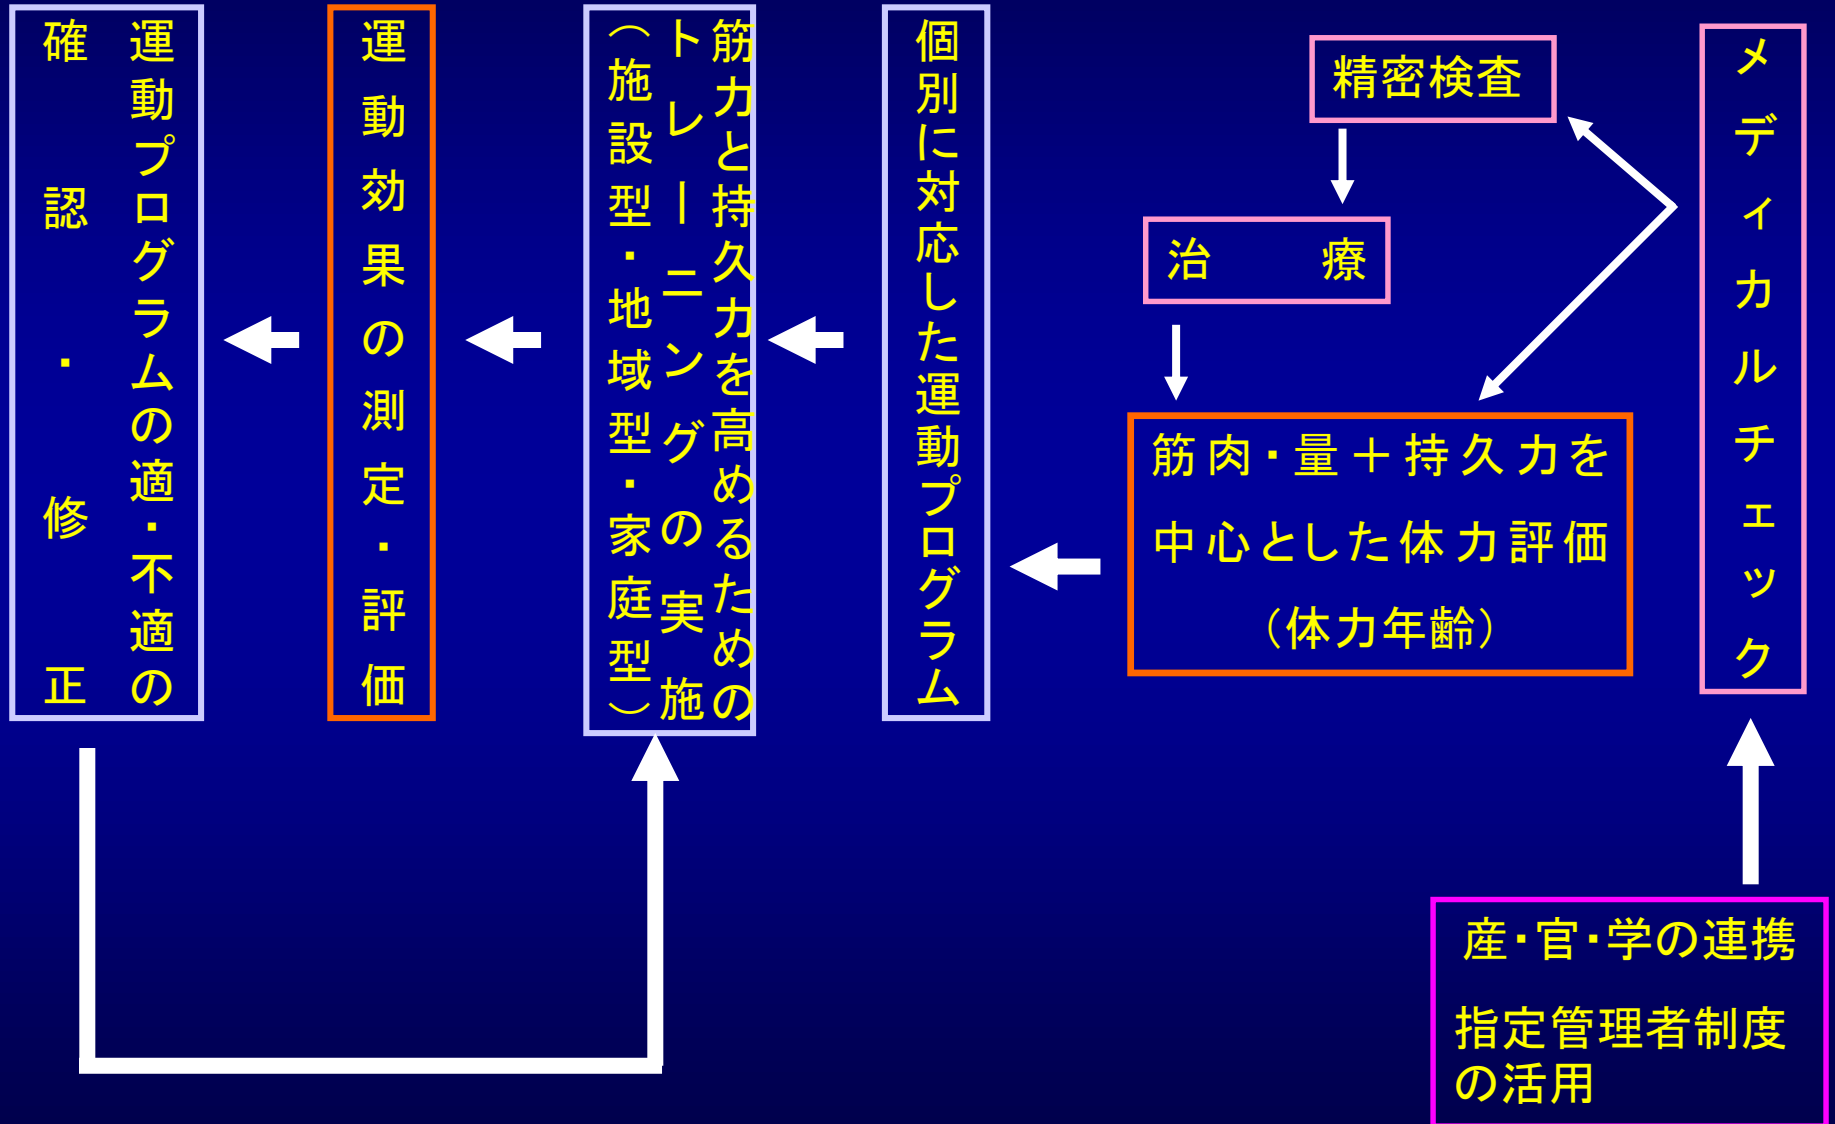 メディカルチェック
精密検査
治療
筋肉・量＋持久力を
中心とした体力評価
（体力年齢）
個別に対応した運動プログラム
筋力と持久力を高めるための
トレーニングの実施
（施設型・地域型・家庭型）
運動効果の測定・評価
運動プログラムの適・不適の
確認・修正
産・官・学の連携
指定管理者制度
の活用